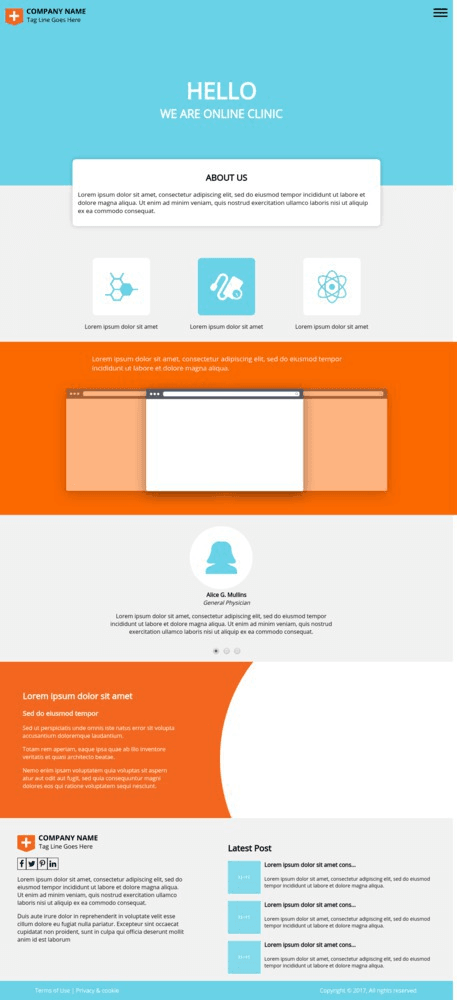 COMPANY NAME
Tag Line Goes Here
HELLO
WE ARE ONLINE CLINIC
ABOUT US
Lorem ipsum dolor sit amet, consectetur adipiscing elit, sed do eiusmod tempor incididunt ut labore et
dolore magna aliqua. Ut enim ad minim veniam, quis nostrud exercitation ullamco laboris nisi ut aliquip
ex ea commodo consequat.
Lorem ipsum dolor sit amet
Lorem ipsum dolor sit amet
Lorem ipsum dolor sit amet
Lorem ipsum dolor sit amet, consectetur adipiscing elit, sed do eiusmod tempor
incididunt ut labore et dolore magna aliqua.
Alice G. Mullins
General Physician
Lorem ipsum dolor sit amet, consectetur adipiscing elit, sed do eiusmod tempor
incididunt ut labore et dolore magna aliqua. Ut enim ad minim veniam, quis nostrud
exercitation ullamco laboris nisi ut aliquip ex ea commodo consequat.
Lorem ipsum dolor sit amet
Sed do eiusmod tempor
Sed ut perspiciatis unde omnis iste natus error sit volupta
accusantium doloremque laudantium.
Totam rem aperiam, eaque ipsa quae ab illo inventore
veritatis et quasi architecto beatae.
Nemo enim ipsam voluptatem quia voluptas sit aspern
atur aut odit aut fugit, sed quia consequuntur magni
dolores eos qui ratione voluptatem sequi nesciunt.
COMPANY NAME
Tag Line Goes Here
Lorem ipsum dolor sit amet, consectetur adipiscing elit, sed do
eiusmod tempor incididunt ut labore et dolore magna aliqua.
Duis aute irure dolor in reprehenderit in voluptate velit esse
cillum dolore eu fugiat nulla pariatur. Excepteur sint occaecat
cupidatat non proident, sunt in culpa qui officia deserunt mollit
anim id est laborum
Latest Post
Lorem ipsum dolor sit amet cons...
Lorem ipsum dolor sit amet, consectetur adipiscing elit, sed do eiusmod
tempor incididunt ut labore et dolore magna aliqua.
Lorem ipsum dolor sit amet cons...
Lorem ipsum dolor sit amet, consectetur adipiscing elit, sed do eiusmod
tempor incididunt ut labore et dolore magna aliqua.
Lorem ipsum dolor sit amet cons...
Lorem ipsum dolor sit amet, consectetur adipiscing elit, sed do eiusmod
tempor incididunt ut labore et dolore magna aliqua.
Terms of Use | Privacy & cookie
Copyright © 2017, All rights reserved